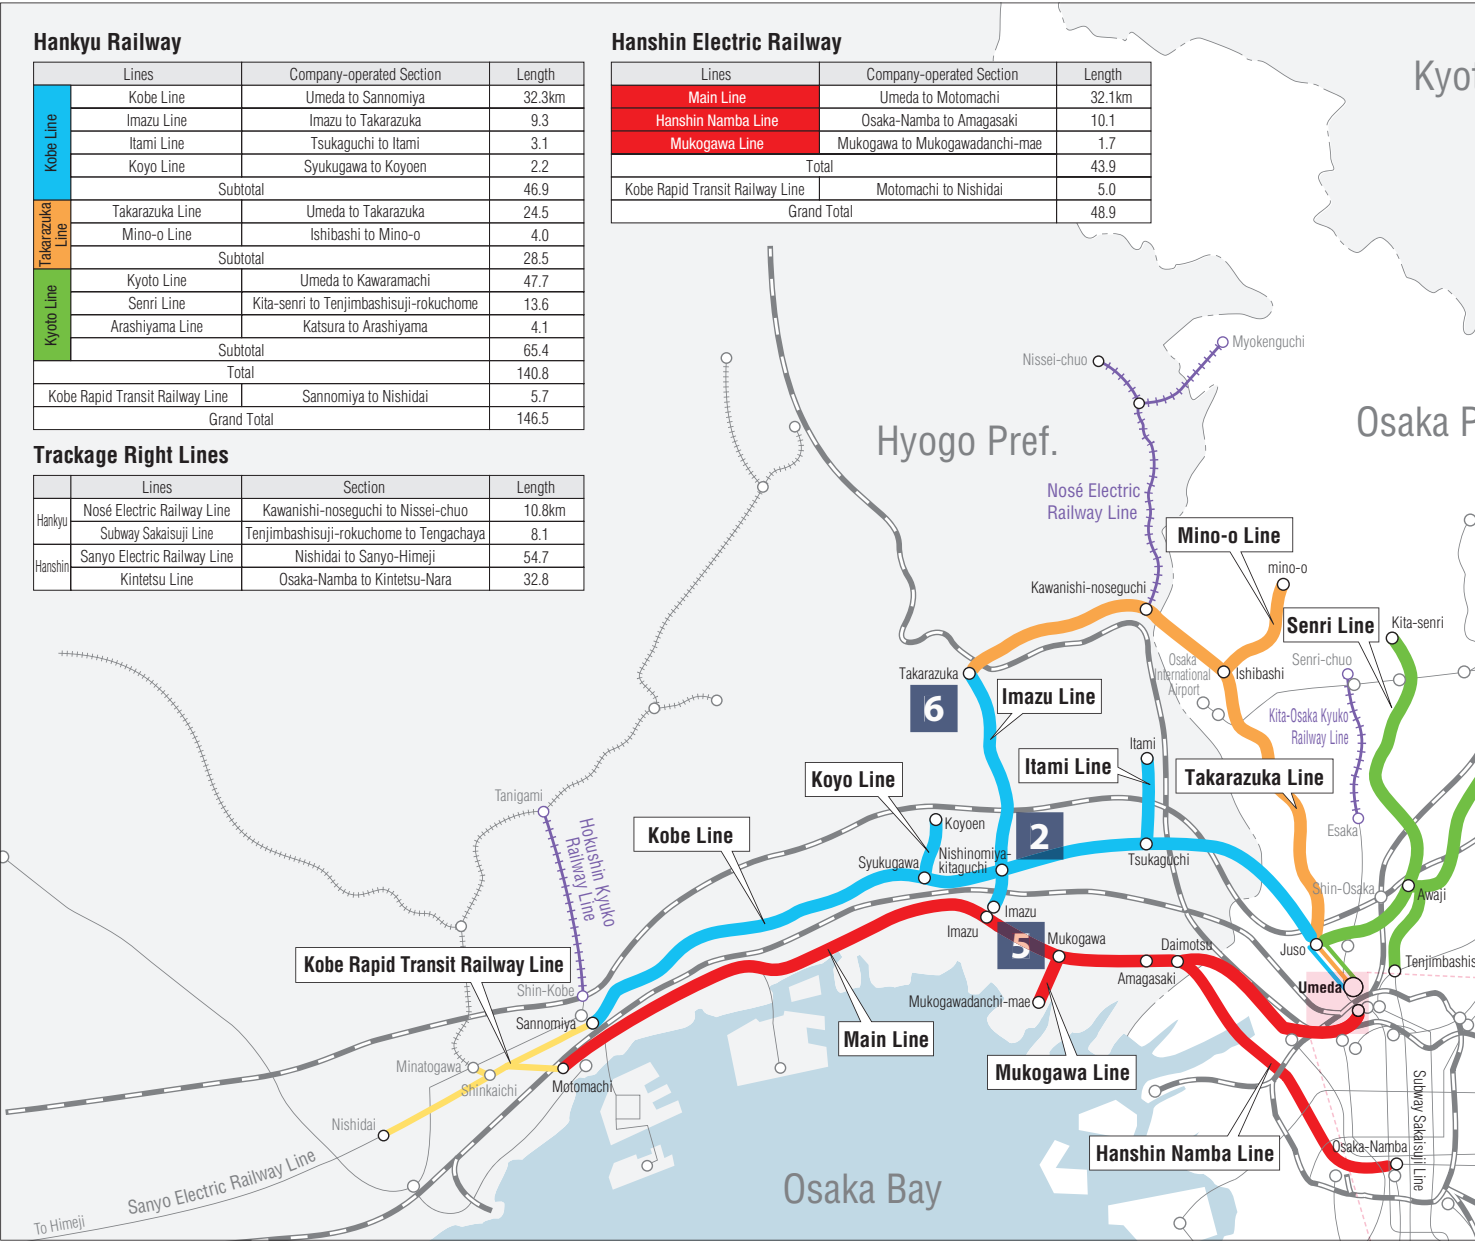 Hankyu Railway
Lines Company-operated Section Length
Kobe Line
Kobe Line Umeda to Sannomiya 32.3km
Imazu Line Imazu to Takarazuka 9.3
Itami Line Tsukaguchi to Itami 3.1
Koyo Line Syukugawa to Koyoen 2.2
Subtotal 46.9
Takarazuka
Line
Takarazuka Line Umeda to Takarazuka 24.5
Mino-o Line Ishibashi to Mino-o 4.0
Subtotal 28.5
Kyoto Line
Kyoto Line Umeda to Kawaramachi 47.7
Senri Line Kita-senri to Tenjimbashisuji-rokuchome 13.6
Arashiyama Line Katsura to Arashiyama 4.1
Subtotal 65.4
Total 140.8
Kobe Rapid Transit Railway Line Sannomiya to Nishidai 5.7
Grand Total 146.5
Hanshin Electric Railway
Lines Company-operated Section Length
Main Line Umeda to Motomachi 32.1km
Hanshin Namba Line Osaka-Namba to Amagasaki 10.1
Mukogawa Line Mukogawa to Mukogawadanchi-mae 1.7
Total 43.9
Kobe Rapid Transit Railway Line Motomachi to Nishidai 5.0
Grand Total 48.9
Trackage Right Lines
Lines Section Length
Hankyu
Nosé Electric Railway Line Kawanishi-noseguchi to Nissei-chuo 10.8km
Subway Sakaisuji Line Tenjimbashisuji-rokuchome to Tengachaya 8.1
Hanshin
Sanyo Electric Railway Line Nishidai to Sanyo-Himeji 54.7
Kintetsu Line Osaka-Namba to Kintetsu-Nara 32.8
Kyot
Myokenguchi
Nissei-chuo
Osaka P
Hyogo Pref.
Nosé Electric
Railway Line
Mino-o Line
mino-o
Kawanishi-noseguchi
Senri Line
Kita-senri
Senri-chuo
Osaka
International
Airport
Ishibashi
Takarazuka
6
Imazu Line
Kita-Osaka Kyuko
Railway Line
Itami
Itami Line
Takarazuka Line
Koyo Line
Tanigami
Hokushin Kyuko
Railway Line
Kobe Line
Koyoen
2
Esaka
Syukugawa
Nishinomiya-
kitaguchi
Tsukaguchi
Shin-Osaka
Awaji
Imazu
Imazu
5
Mukogawa
Daimotsu
Juso
Kobe Rapid Transit Railway Line
Amagasaki
Tenjimbashis
Shin-Kobe
Umeda
Mukogawadanchi-mae
Sannomiya
Main Line
Minatogawa
Shinkaichi
Motomachi
Mukogawa Line
Subway Sakaisuji Line
Nishidai
Hanshin Namba Line
Osaka-Namba
Sanyo Electric Railway Line
Osaka Bay
To Himeji